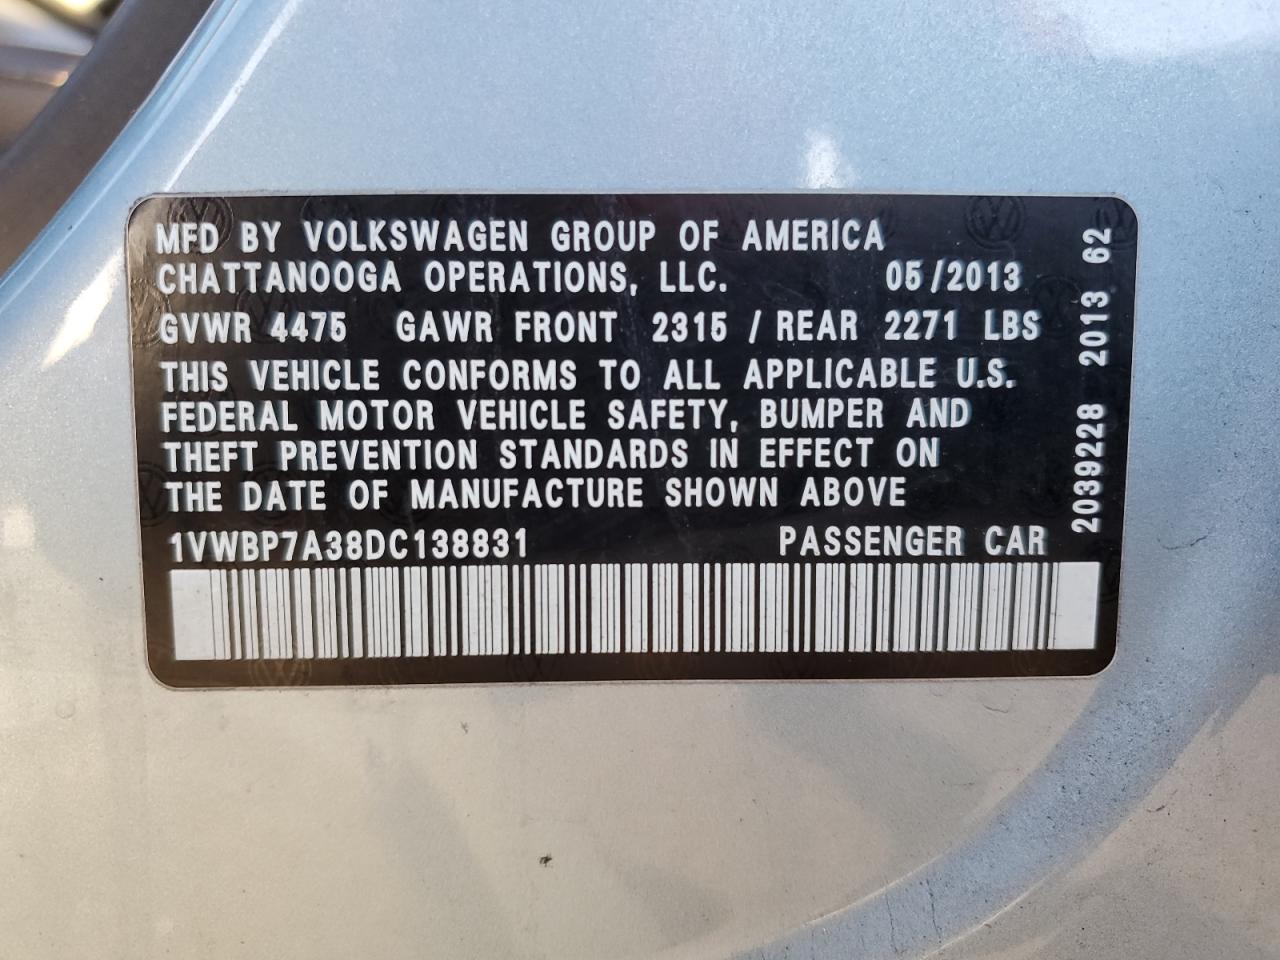 MFD BY VOLKSWAGEN GROUP OF AMERICA
CHATTANOOGA OPERATIONS, LLC. 05/2013
GVWR 4475 GAWR FRONT 2315 / REAR 2271 LBS
THIS VEHICLE CONFORMS TO ALL APPLICABLE U.S.
FEDERAL MOTOR VEHICLE SAFETY, BUMPER AND
THEFT PREVENTION STANDARDS IN EFFECT ON
THE DATE OF MANUFACTURE SHOWN ABOVE
1VWBP7A38DC138831 PASSENGER CAR
20392228 2013 62